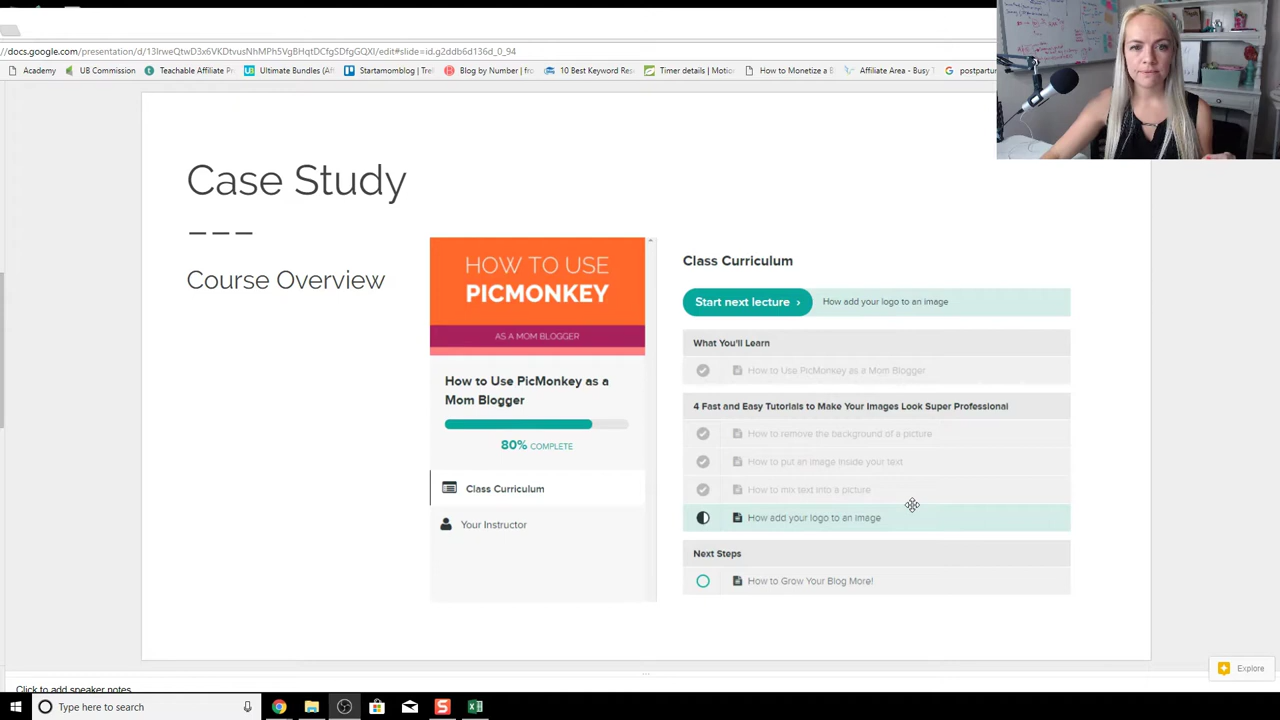 /docs.google.com/presentation/d/13IrweQtwD3x6VKDtvusNhMPh5VgBHqtDCfgSDfgGQXI/edit#slide=id.g2ddb6d136d_0_94
Academy
UB Commission
Teachable Affiliate Pr
Ultimate Bundles (Af
Startamomblog | Trel
Blog by Number | fro
10 Best Keyword Res
Timer details | Motio
How to Monetize a B
Affiliate Area - Busy T
postpartur
Case Study
Course Overview
HOW TO USE
PICMONKEY
AS A MOM BLOGGER
How to Use PicMonkey as a
Mom Blogger
80% COMPLETE
Class Curriculum
Your Instructor
Class Curriculum
Start next lecture ›
How add your logo to an image
What You'll Learn
How to Use PicMonkey as a Mom Blogger
4 Fast and Easy Tutorials to Make Your Images Look Super Professional
How to remove the background of a picture
How to put an image inside your text
How to mix text into a picture
How add your logo to an image
Next Steps
How to Grow Your Blog More!
Explore
Click to add speaker notes
Type here to search